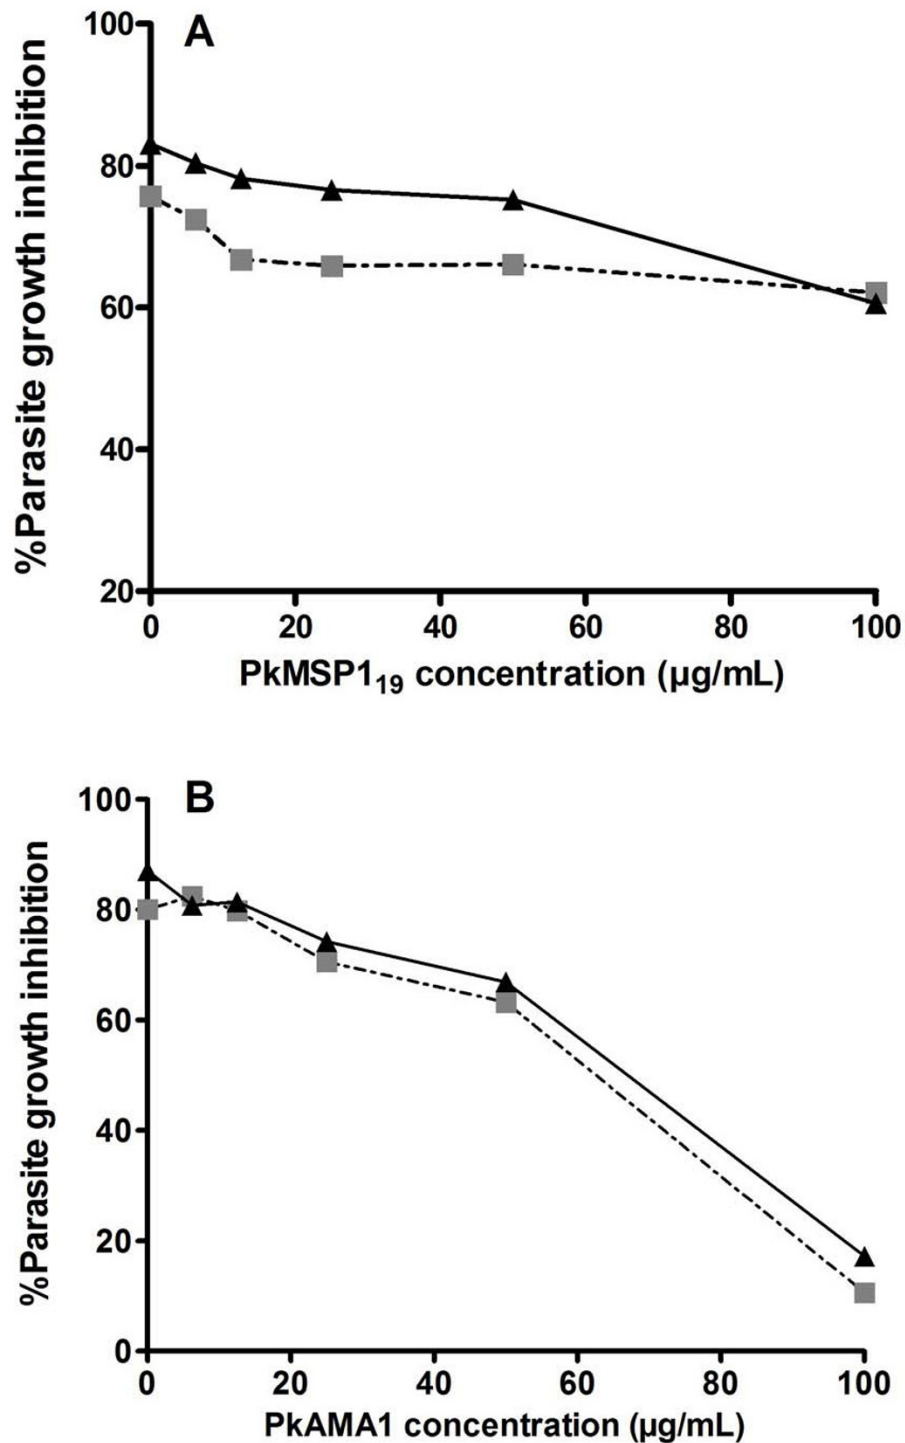 A
%Parasite growth inhibition
100
80
60
40
20
0 20 40 60 80 100
PkMSP1₁₉ concentration (µg/mL)
B
%Parasite growth inhibition
100
80
60
40
20
0
0 20 40 60 80 100
PkAMA1 concentration (µg/mL)